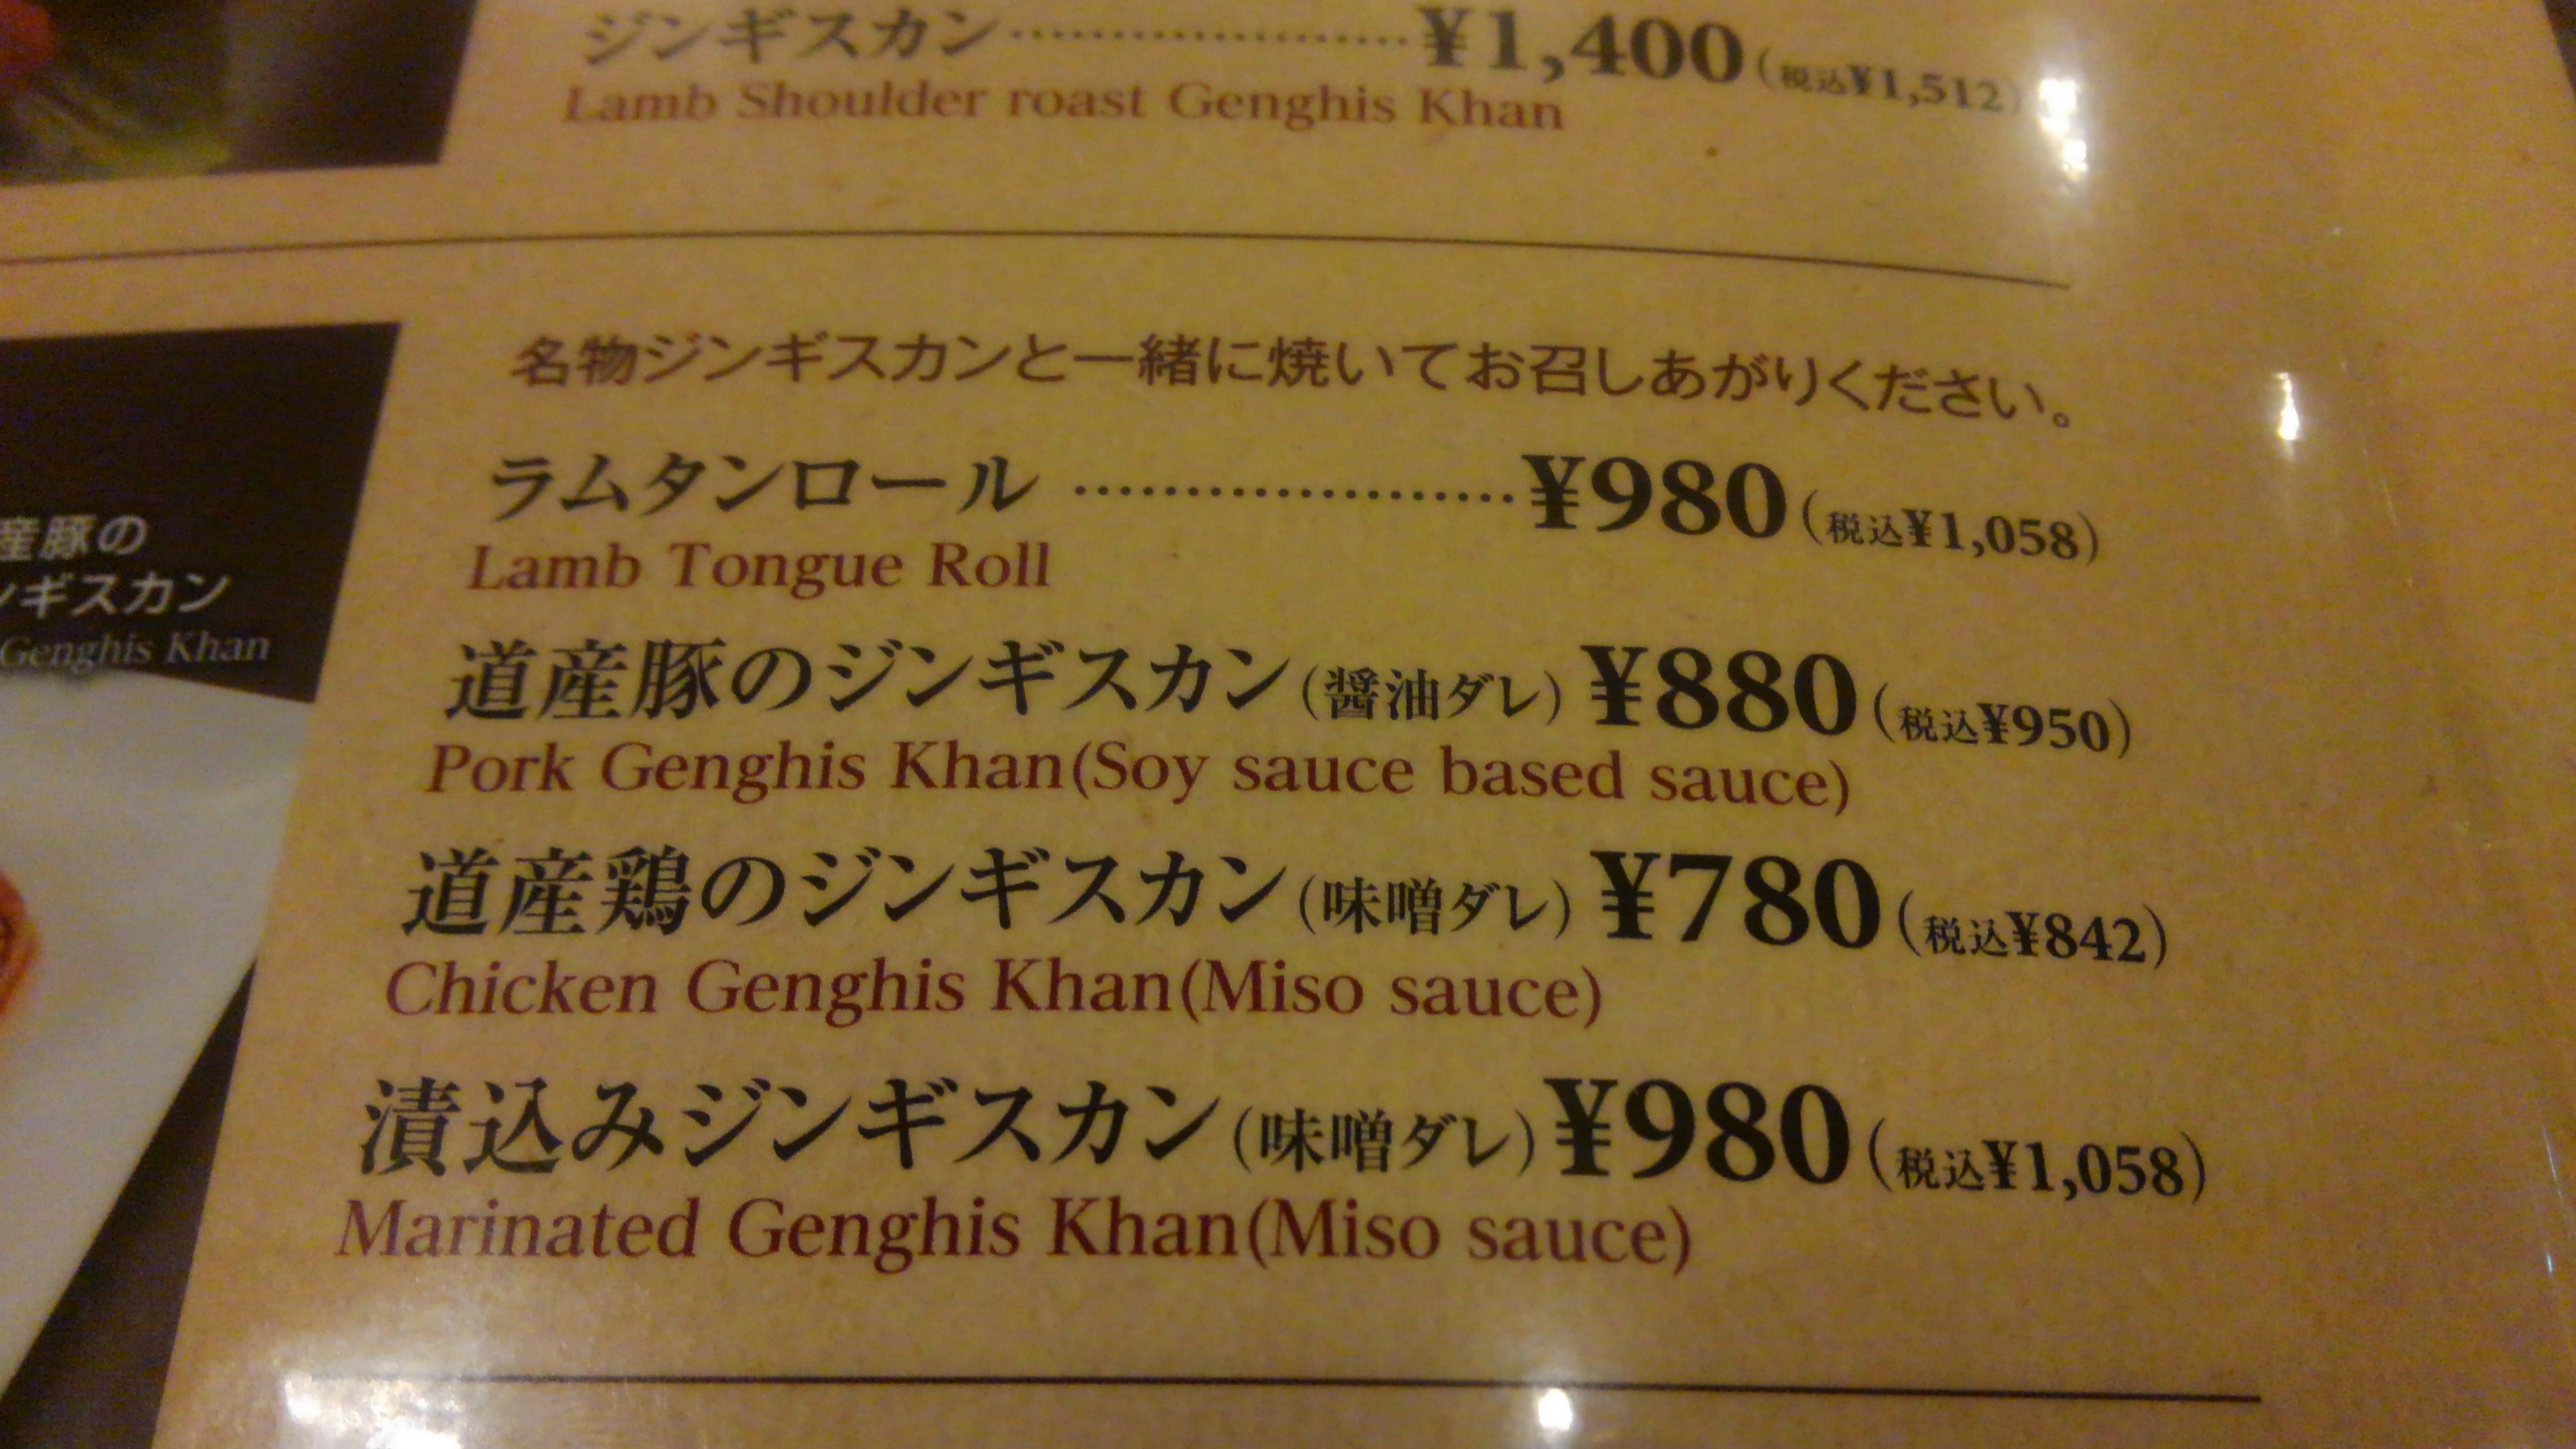 ジンギスカン……………………¥1,400(税込¥1,512)
Lamb Shoulder roast Genghis Khan
名物ジンギスカンと一緒に焼いてお召しあがりください。
ラムタンロール ……………………¥980(税込¥1,058)
Lamb Tongue Roll
産豚の
ンギスカン
Genghis Khan
道産豚のジンギスカン(醤油ダレ)¥880(税込¥950)
Pork Genghis Khan(Soy sauce based sauce)
道産鶏のジンギスカン(味噌ダレ)¥780(税込¥842)
Chicken Genghis Khan(Miso sauce)
漬込みジンギスカン(味噌ダレ)¥980(税込¥1,058)
Marinated Genghis Khan(Miso sauce)